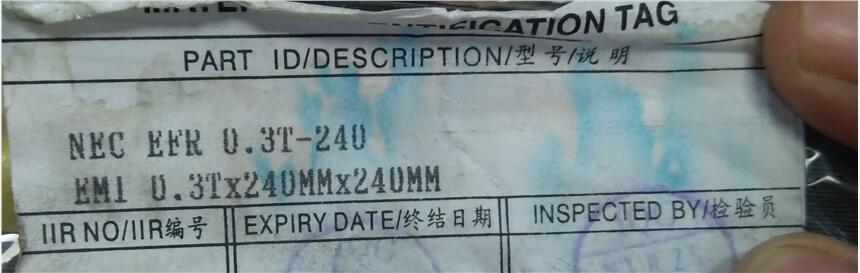 IDENTIFICATION TAG
PART ID/DESCRIPTION/型号/说明
NEC EFR 0.3T-240
EMI 0.3Tx240MMx240MM
IIR NO/IIR编号
EXPIRY DATE/终结日期
INSPECTED BY/检验员